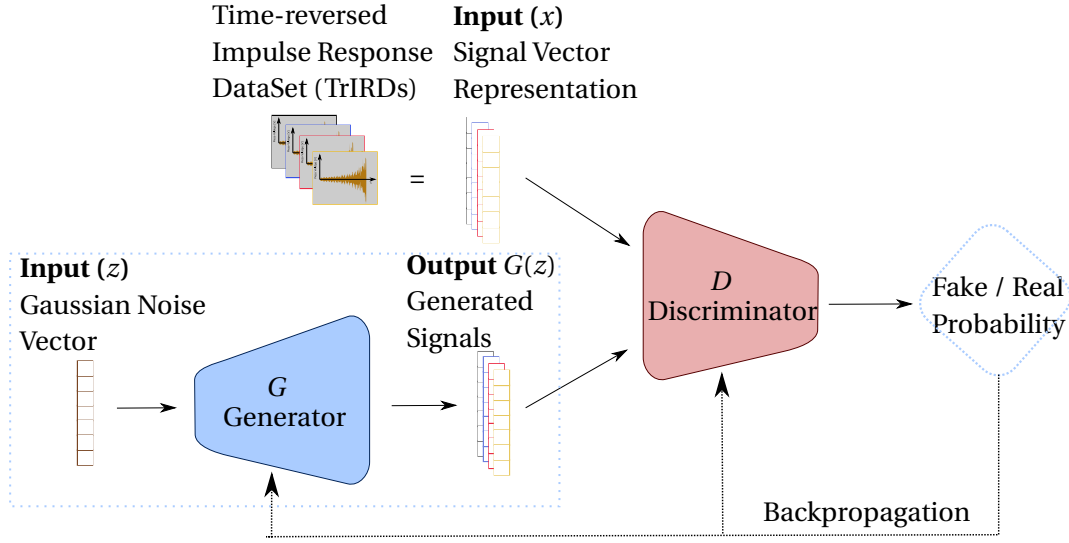 Time-reversed
Impulse Response
DataSet (TrIRDs)
Input (x)
Signal Vector
Representation
=
Input (z)
Gaussian Noise
Vector
G
Generator
Output G(z)
Generated
Signals
D
Discriminator
Fake / Real
Probability
Backpropagation